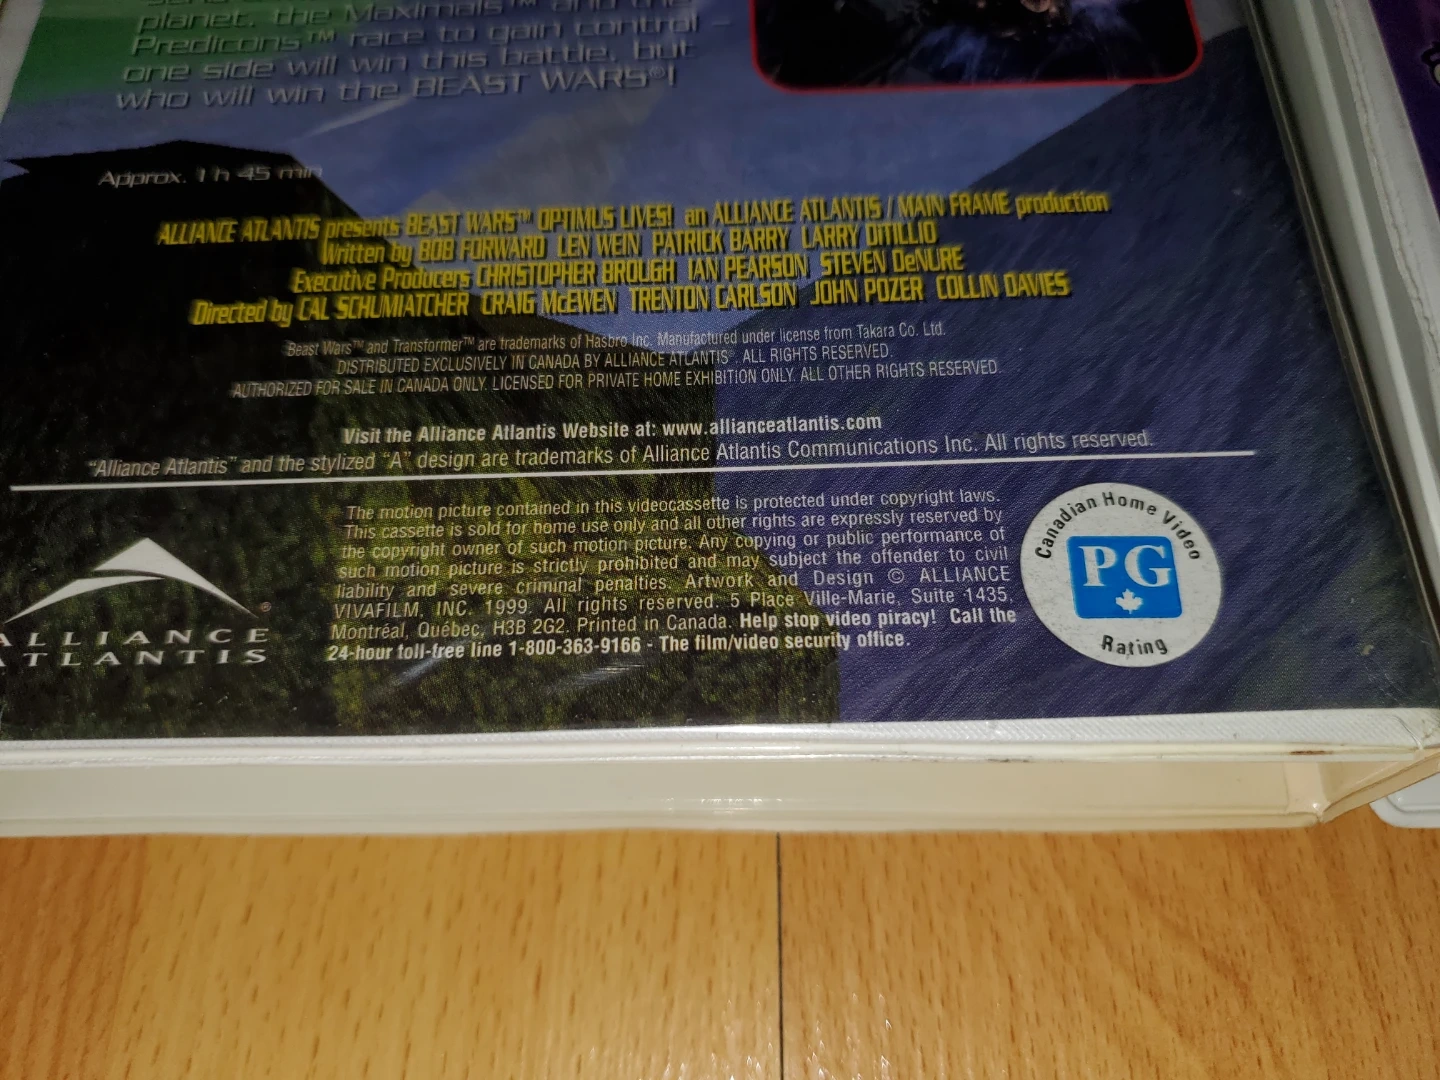 planet, the Maximals™ and the
Predicons™ race to gain control –
one side will win this battle, but
who will win the BEAST WARS®!
Approx. 1 h 45 min
ALLIANCE ATLANTIS presents BEAST WARS™ OPTIMUS LIVES! an ALLIANCE ATLANTIS / MAIN FRAME production
Written by BOB FORWARD LEN WEIN PATRICK BARRY LARRY DITILLIO
Executive Producers CHRISTOPHER BROUGH IAN PEARSON STEVEN DeNURE
Directed by CAL SCHUMIATCHER CRAIG McEWEN TRENTON CARLSON JOHN POZER COLLIN DAVIES
Beast Wars™ and Transformer™ are trademarks of Hasbro Inc. Manufactured under license from Takara Co. Ltd.
DISTRIBUTED EXCLUSIVELY IN CANADA BY ALLIANCE ATLANTIS®. ALL RIGHTS RESERVED.
AUTHORIZED FOR SALE IN CANADA ONLY. LICENSED FOR PRIVATE HOME EXHIBITION ONLY. ALL OTHER RIGHTS RESERVED.
Visit the Alliance Atlantis Website at: www.allianceatlantis.com
"Alliance Atlantis" and the stylized "A" design are trademarks of Alliance Atlantis Communications Inc. All rights reserved.
ALLIANCE
ATLANTIS
The motion picture contained in this videocassette is protected under copyright laws.
This cassette is sold for home use only and all other rights are expressly reserved by
the copyright owner of such motion picture. Any copying or public performance of
such motion picture is strictly prohibited and may subject the offender to civil
liability and severe criminal penalties. Artwork and Design © ALLIANCE
VIVAFILM, INC. 1999. All rights reserved. 5 Place Ville-Marie, Suite 1435,
Montréal, Québec, H3B 2G2. Printed in Canada. Help stop video piracy! Call the
24-hour toll-free line 1-800-363-9166 - The film/video security office.
Canadian Home Video
PG
Rating